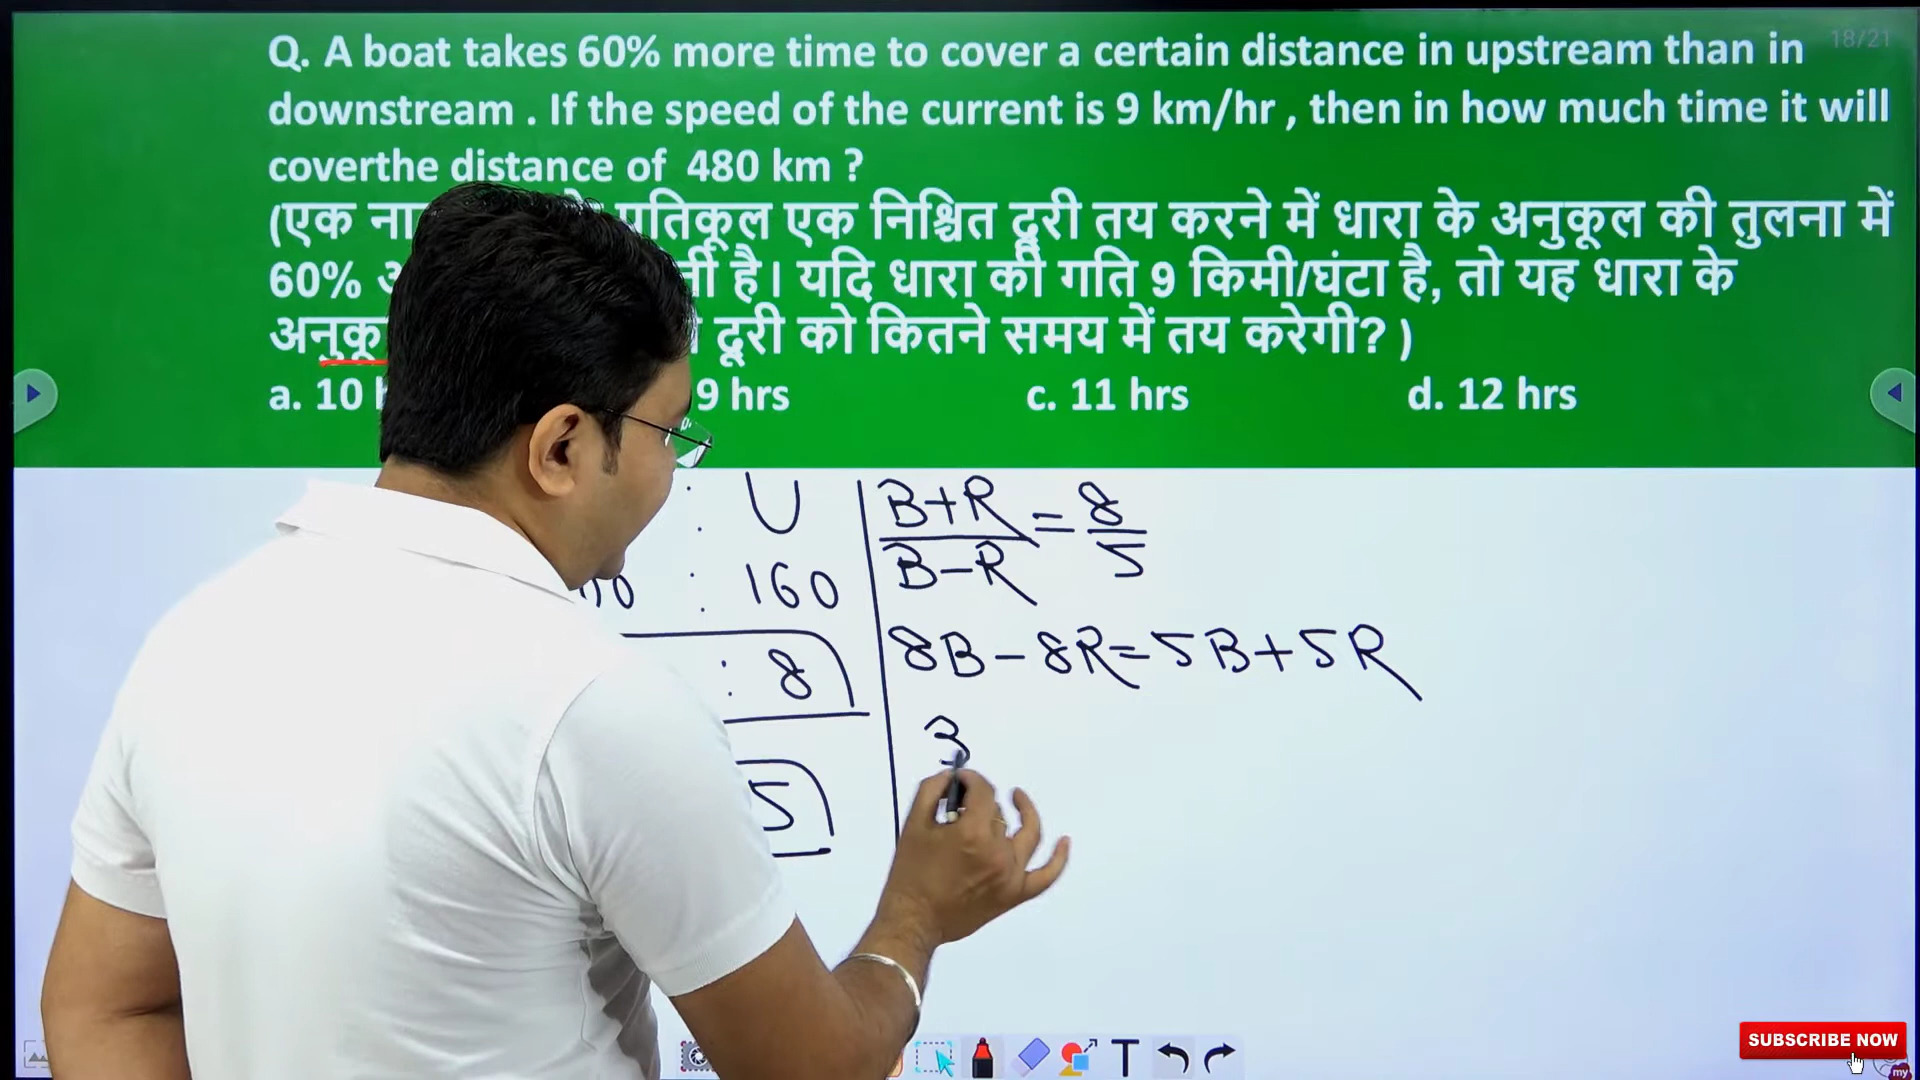 Q. A boat takes 60% more time to cover a certain distance in upstream than in
18/21
downstream . If the speed of the current is 9 km/hr , then in how much time it will
coverthe distance of 480 km ?
(एक प्रतिकूल एक निश्चित दूरी तय करने में धारा के अनुकूल की तुलना में
60% है। यदि धारा की गति 9 किमी/घंटा है, तो यह धारा के
दूरी को कितने समय में तय करेगी? )
a. 10 9 hrs c. 11 hrs d. 12 hrs
: U
: 160
: 8
5
B+R = 8
B-R 5
8B-8R=5B+5R
3
T
SUBSCRIBE NOW
my